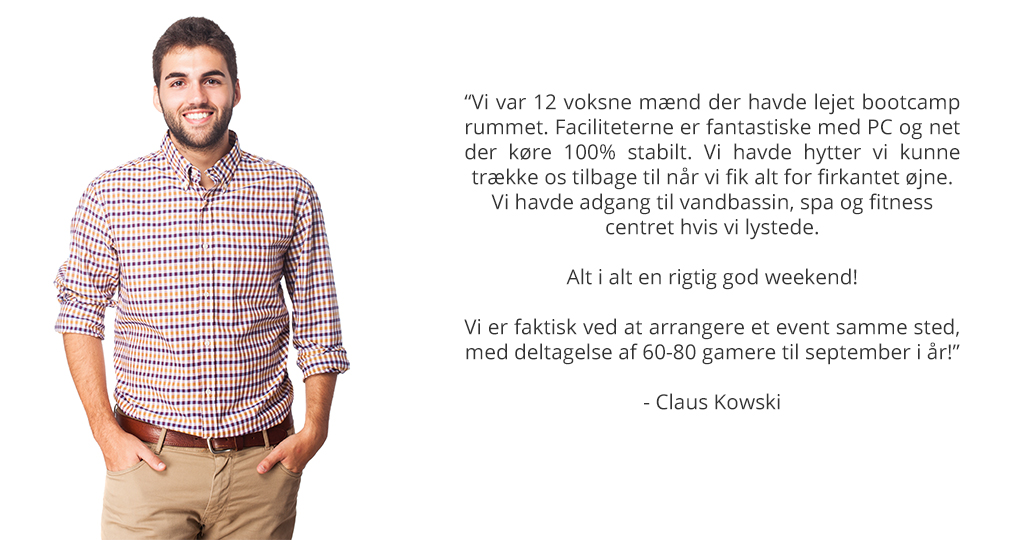 “Vi var 12 voksne mænd der havde lejet bootcamp
rummet. Faciliteterne er fantastiske med PC og net
der køre 100% stabilt. Vi havde hytter vi kunne
trække os tilbage til når vi fik alt for firkantet øjne.
Vi havde adgang til vandbassin, spa og fitness
centret hvis vi lystede.
Alt i alt en rigtig god weekend!
Vi er faktisk ved at arrangere et event samme sted,
med deltagelse af 60-80 gamere til september i år!”
- Claus Kowski